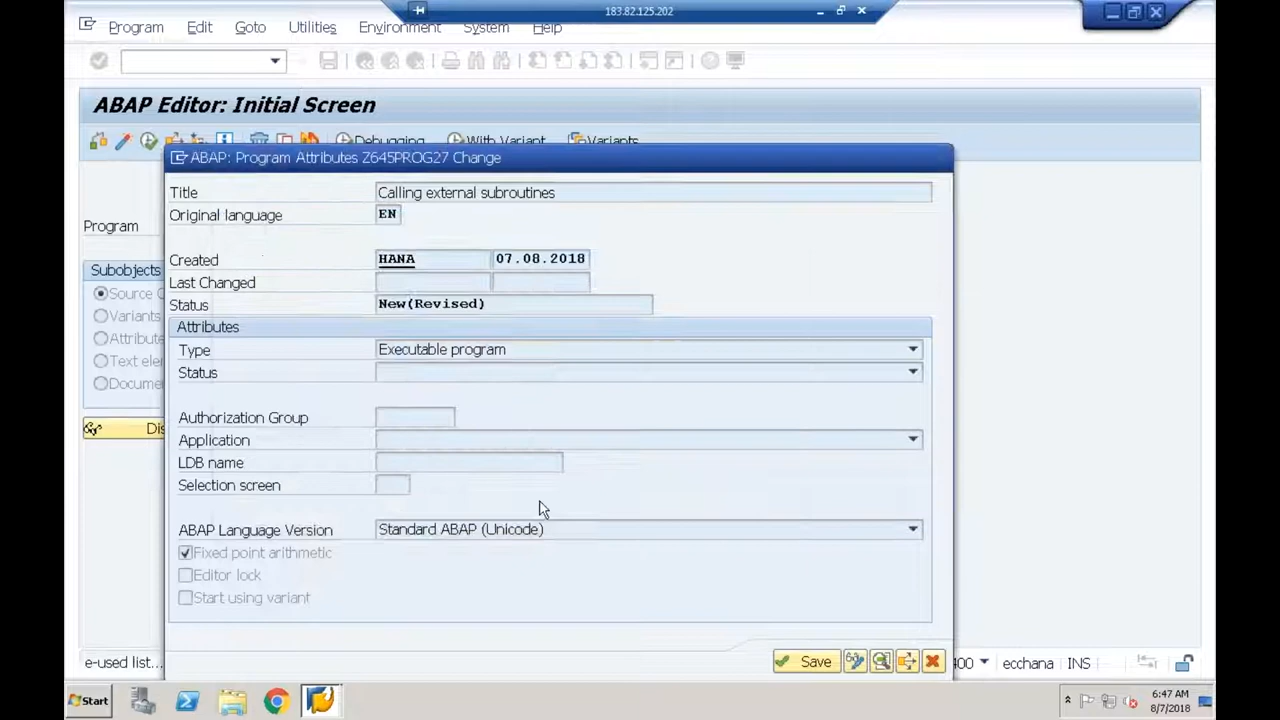 183.82.125.202
Program Edit Goto Utilities Environment System Help
ABAP Editor: Initial Screen
Debugging With Variant Variants
ABAP: Program Attributes Z645PROG27 Change
Title Calling external subroutines
Original language EN
Program
Created HANA 07.08.2018
Subobjects
Last Changed
Source C
Status New(Revised)
Variants
Attributes
Attribute
Type Executable program
Text ele
Status
Docume
Authorization Group
Dis
Application
LDB name
Selection screen
ABAP Language Version Standard ABAP (Unicode)
Fixed point arithmetic
Editor lock
Start using variant
Save
e-used list... 400 ecchana INS
Start 6:47 AM
8/7/2018